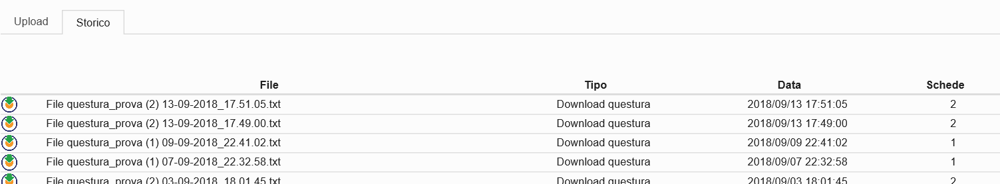 Upload Storico
File Tipo Data Schede
File questura_prova (2) 13-09-2018_17.51.05.txt Download questura 2018/09/13 17:51:05 2
File questura_prova (2) 13-09-2018_17.49.00.txt Download questura 2018/09/13 17:49:00 2
File questura_prova (1) 09-09-2018_22.41.02.txt Download questura 2018/09/09 22:41:02 1
File questura_prova (1) 07-09-2018_22.32.58.txt Download questura 2018/09/07 22:32:58 1
File questura_prova (2) 03-09-2018_18.01.45.txt Download questura 2018/09/03 18:01:45 2